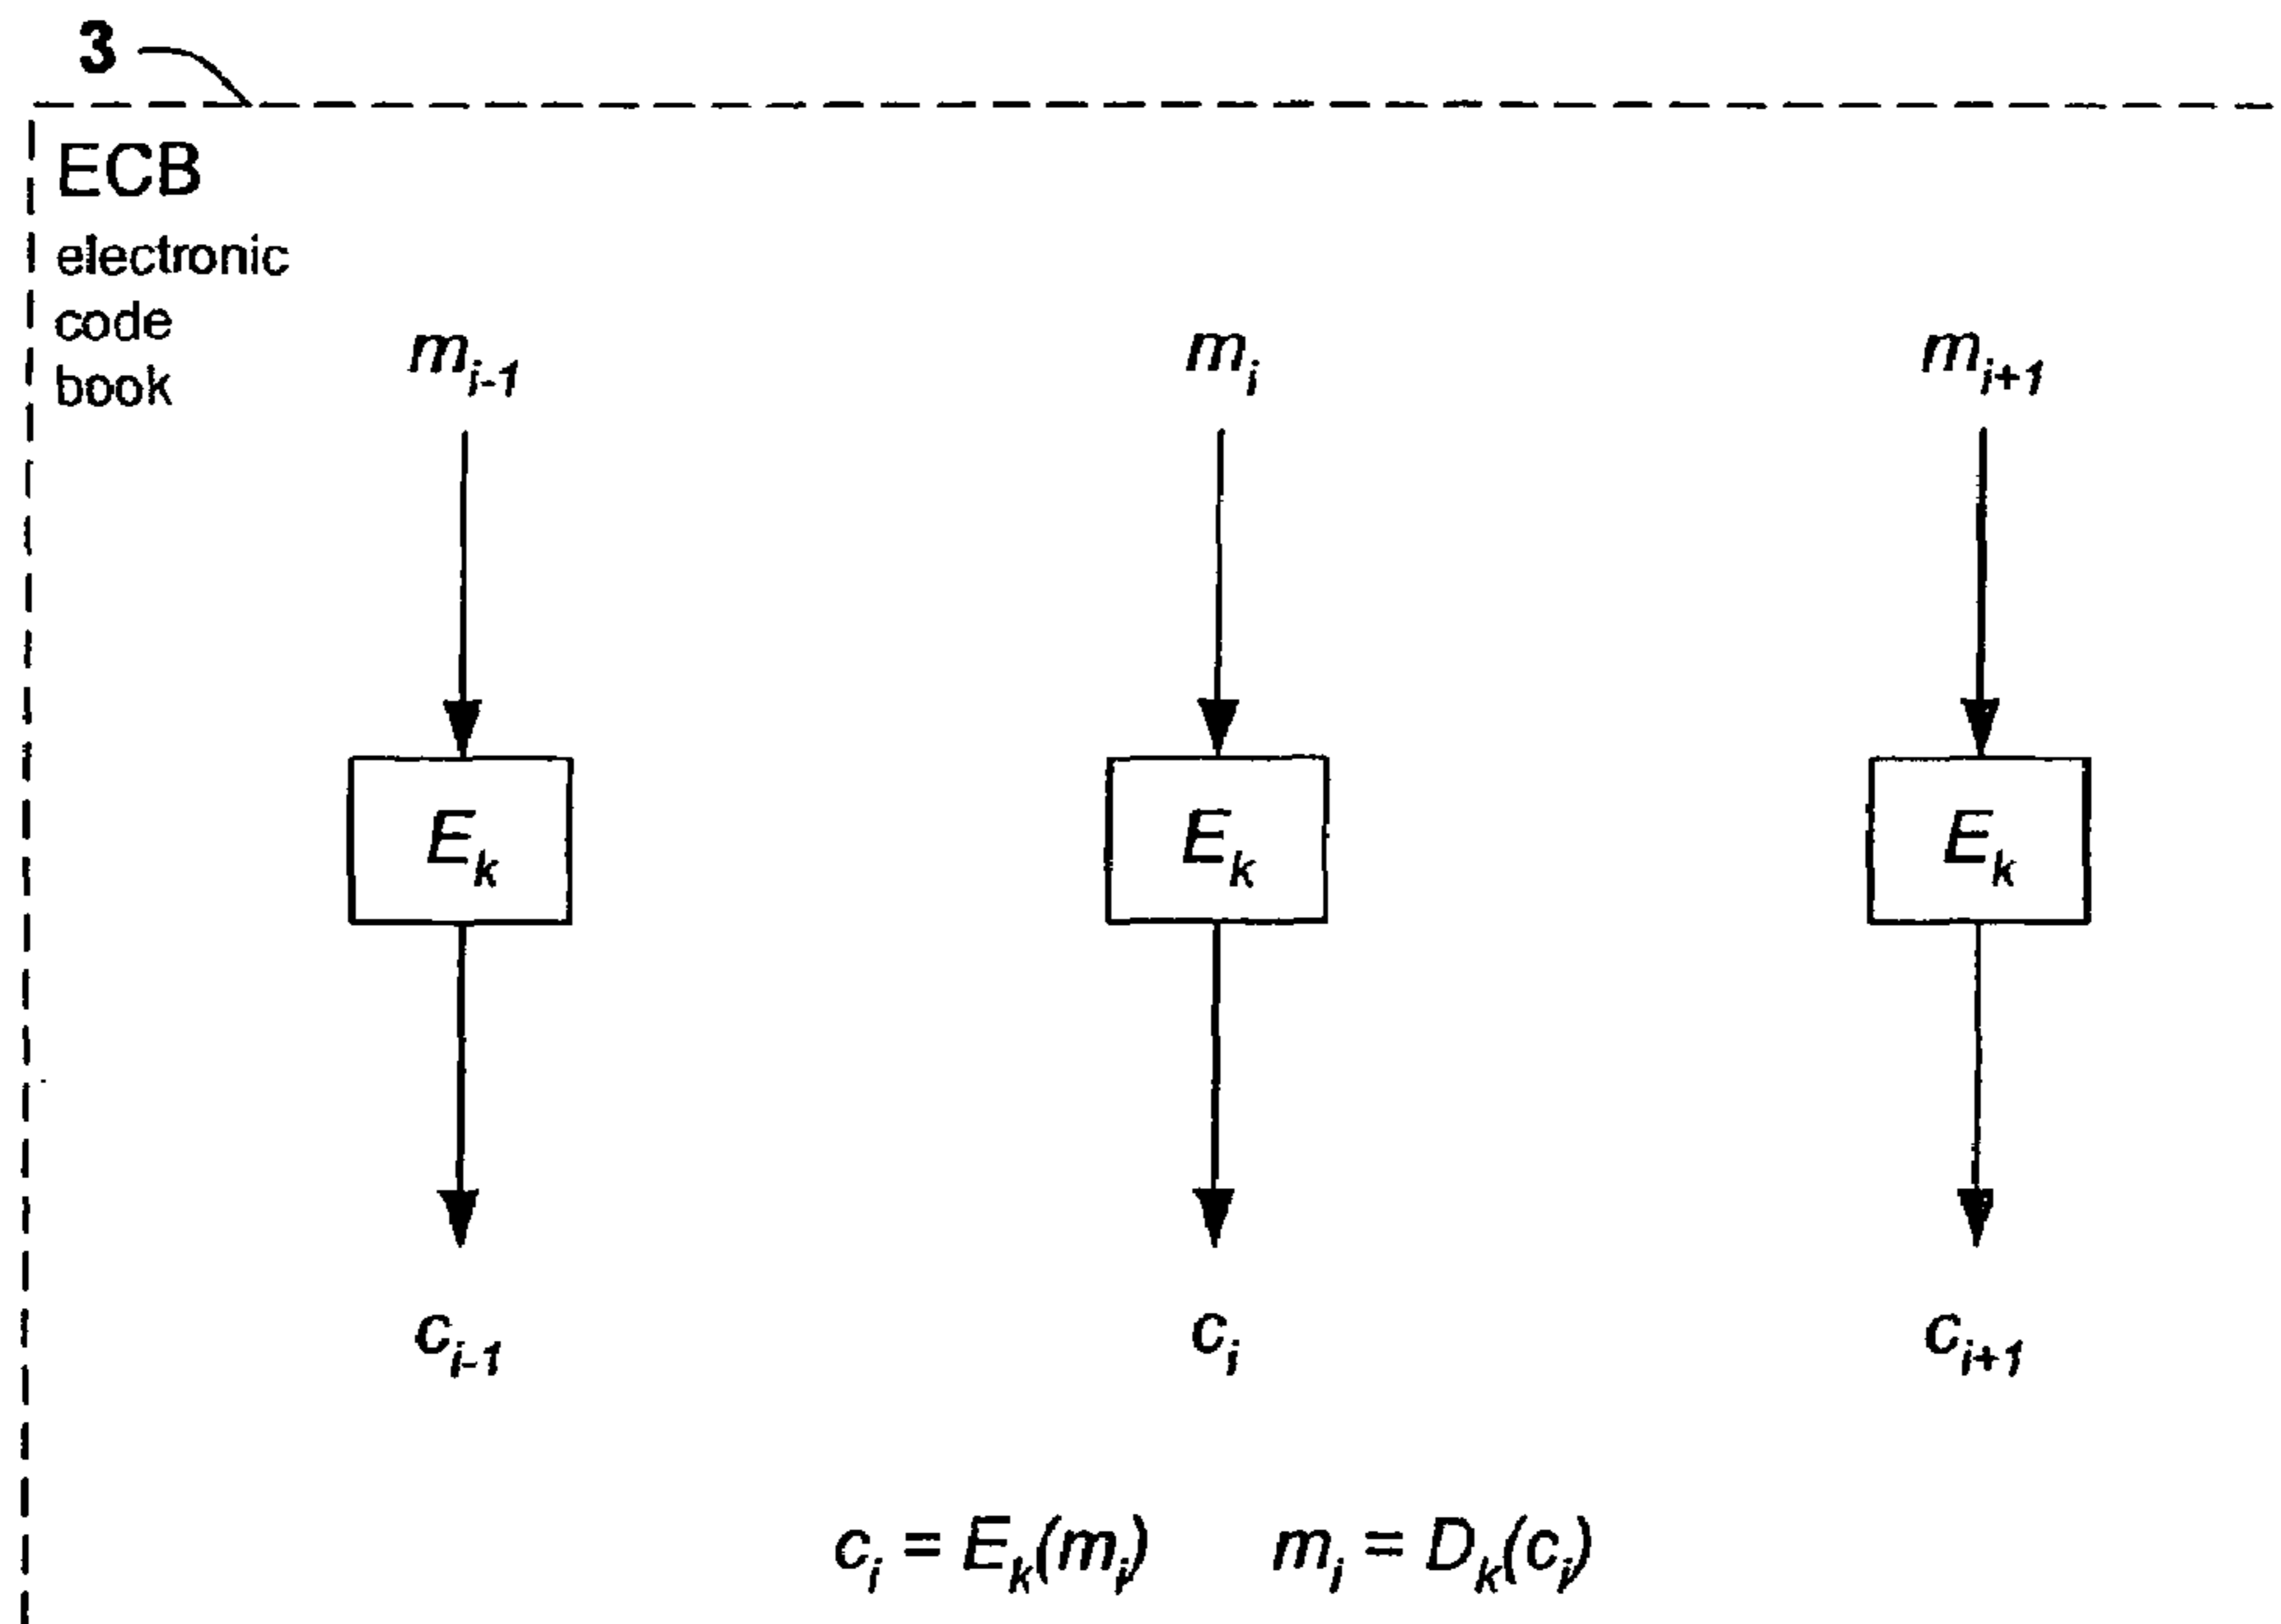 3
ECB
electronic
code
book
m_{i-1} m_i m_{i+1}
E_k E_k E_k
c_{i-1} c_i c_{i+1}
c_i = E_k(m_i) m_i = D_k(c_i)